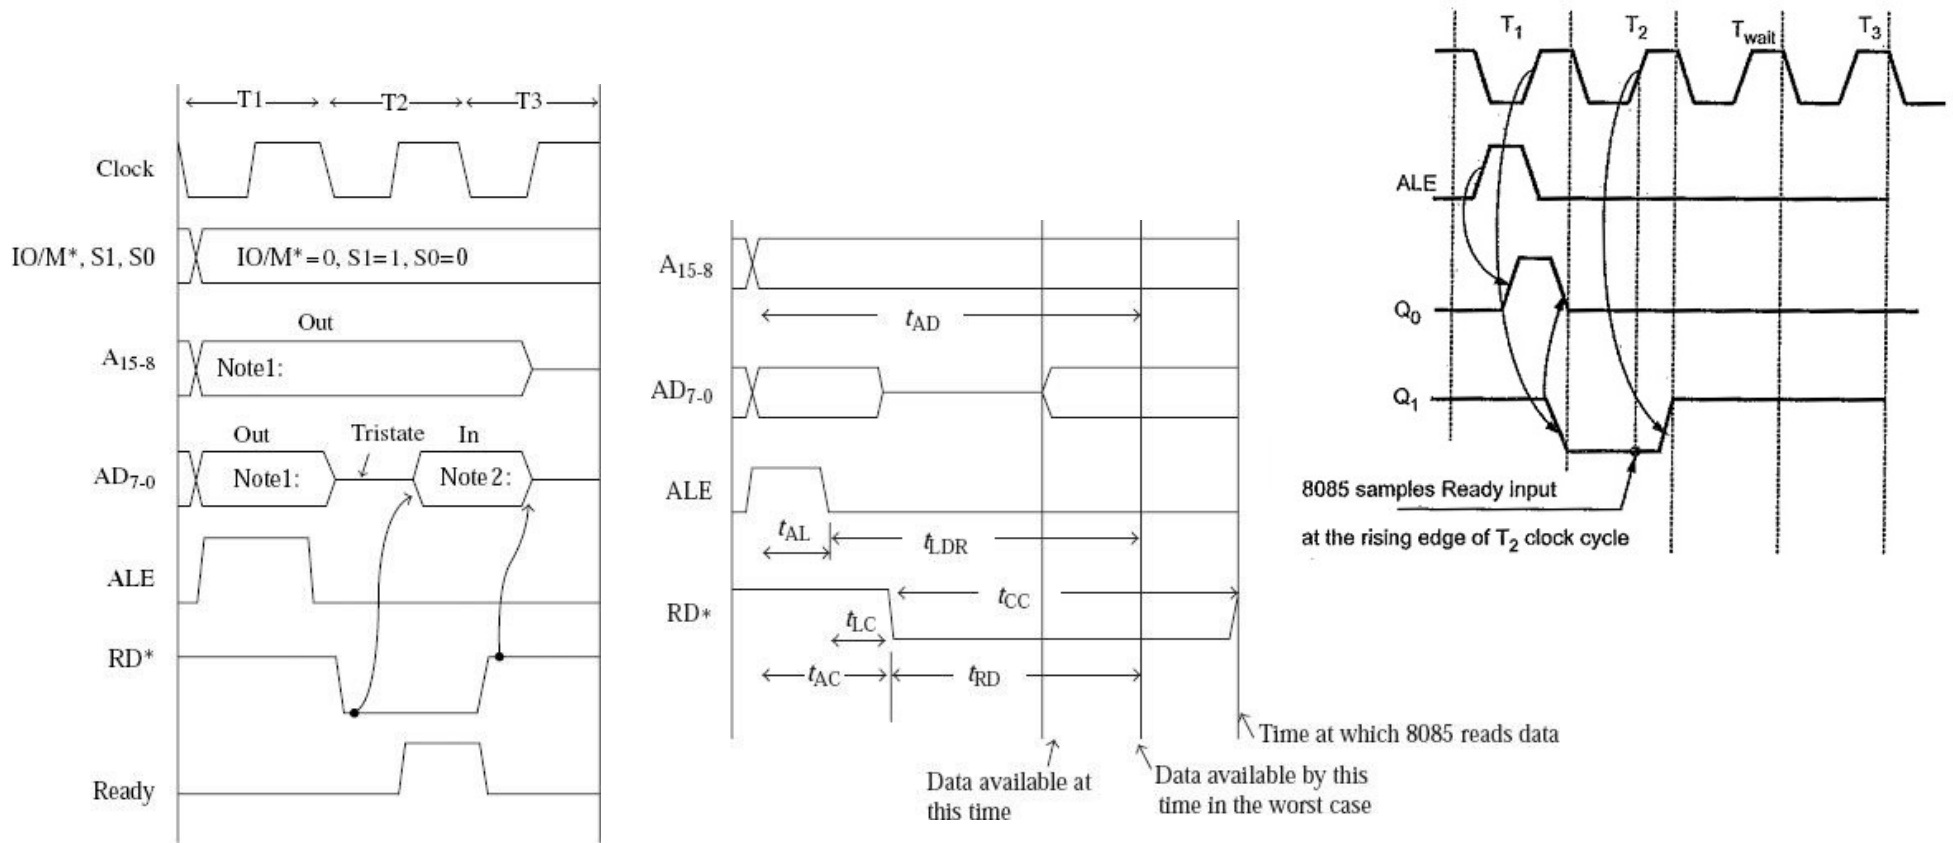 T1
T2
T3
Clock
IO/M*, S1, S0
IO/M*=0, S1=1, S0=0
Out
A15-8
Note1:
Out
Tristate
In
AD7-0
Note1:
Note2:
ALE
RD*
Ready
A15-8
tAD
AD7-0
ALE
tAL
tLDR
RD*
tCC
tLC
tAC
tRD
Time at which 8085 reads data
Data available at
this time
Data available by this
time in the worst case
T1
T2
Twait
T3
ALE
Q0
Q1
8085 samples Ready input
at the rising edge of T2 clock cycle